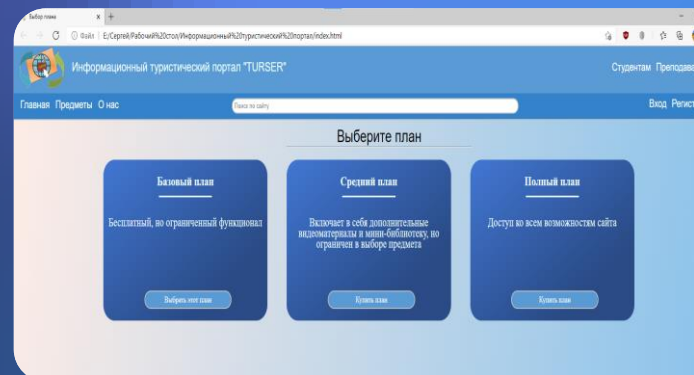 Выбор плана
Файл | E:/Сергей/Рабочий%20стол/Информационный%20туристический%20портал/index.html
Информационный туристический портал "TURSER"
Студентам Преподава
Главная Предметы О нас
Поиск по сайту
Вход Регист
Выберите план
Базовый план
Бесплатный, но ограниченный функционал
Выбрать этот план
Средний план
Включает в себя дополнительные
видеоматериалы и мини-библиотеку, но
ограничен в выборе предмета
Купить план
Полный план
Доступ ко всем возможностям сайта
Купить план